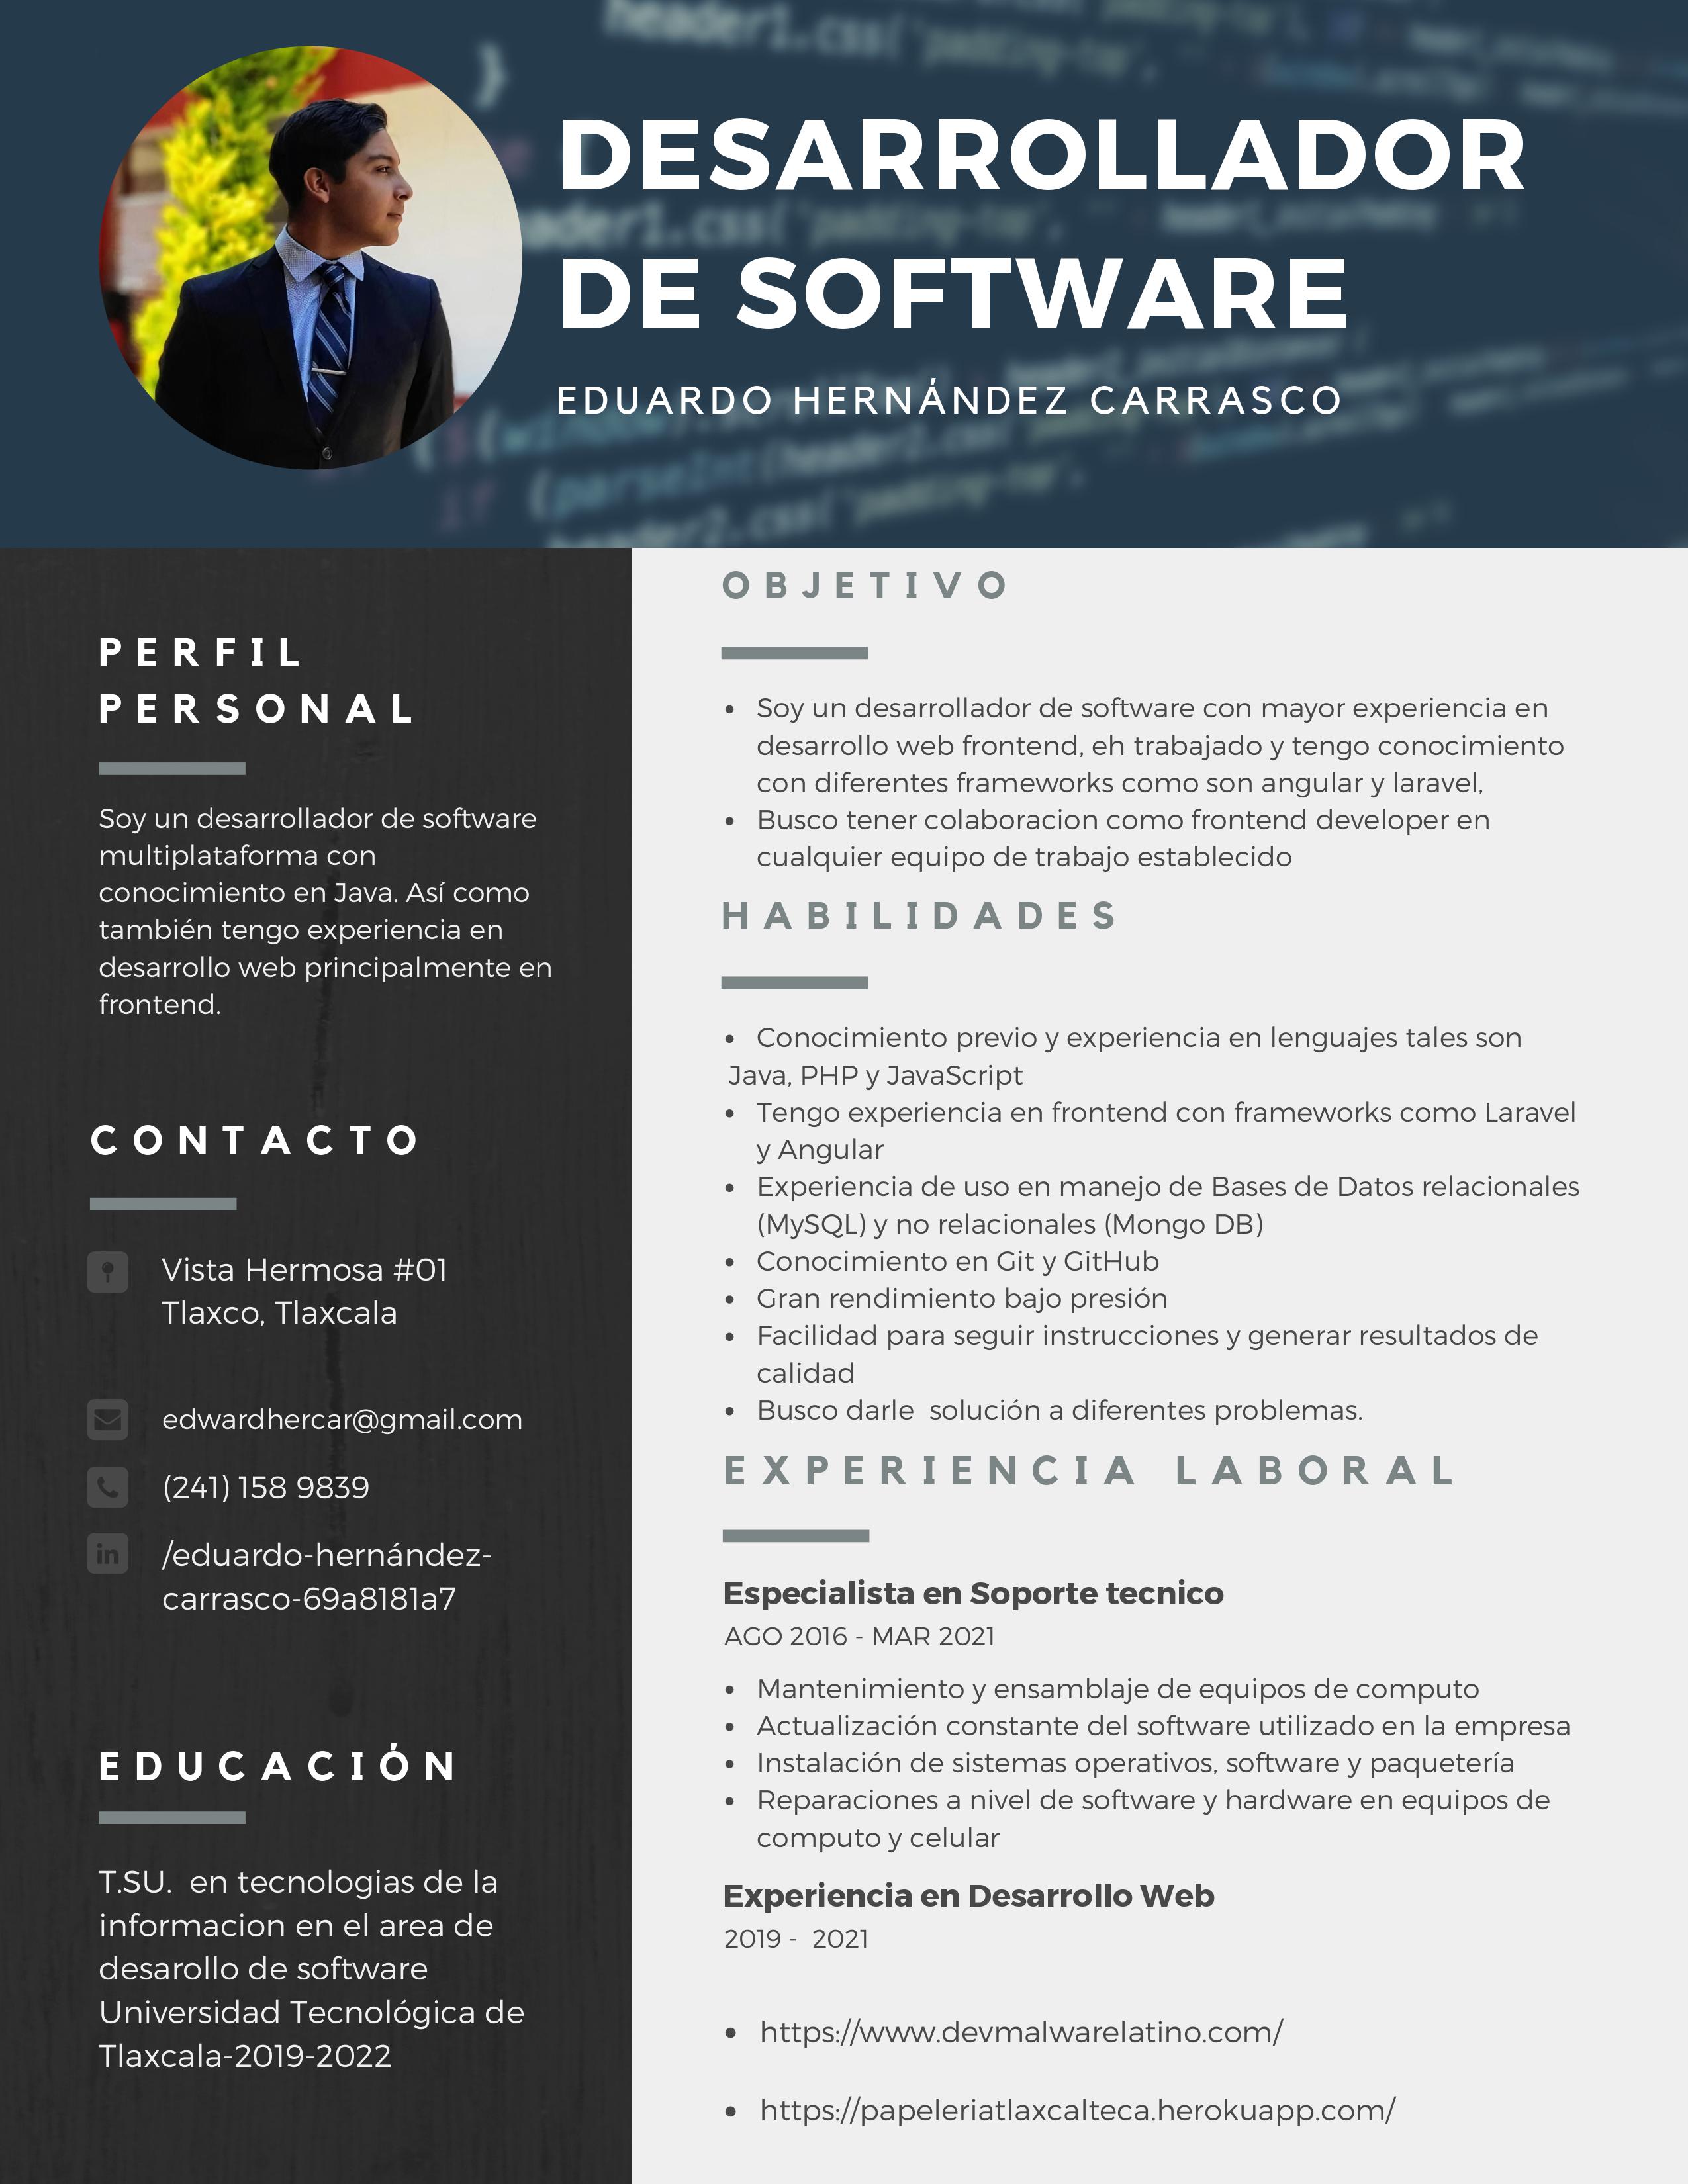 DESARROLLADOR
DE SOFTWARE
EDUARDO HERNÁNDEZ CARRASCO
PERFIL
PERSONAL
Soy un desarrollador de software
multiplataforma con
conocimiento en Java. Así como
también tengo experiencia en
desarrollo web principalmente en
frontend.
CONTACTO
Vista Hermosa #01
Tlaxco, Tlaxcala
edwardhercar@gmail.com
(241) 158 9839
in
/eduardo-hernández-
carrasco-69a8181a7
EDUCACIÓN
T.SU.  en tecnologias de la
informacion en el area de
desarollo de software
Universidad Tecnológica de
Tlaxcala-2019-2022
OBJETIVO
• Soy un desarrollador de software con mayor experiencia en
desarrollo web frontend, eh trabajado y tengo conocimiento
con diferentes frameworks como son angular y laravel,
• Busco tener colaboracion como frontend developer en
cualquier equipo de trabajo establecido
HABILIDADES
• Conocimiento previo y experiencia en lenguajes tales son
Java, PHP y JavaScript
• Tengo experiencia en frontend con frameworks como Laravel
y Angular
• Experiencia de uso en manejo de Bases de Datos relacionales
(MySQL) y no relacionales (Mongo DB)
• Conocimiento en Git y GitHub
• Gran rendimiento bajo presión
• Facilidad para seguir instrucciones y generar resultados de
calidad
• Busco darle  solución a diferentes problemas.
EXPERIENCIA LABORAL
Especialista en Soporte tecnico
AGO 2016 - MAR 2021
• Mantenimiento y ensamblaje de equipos de computo
• Actualización constante del software utilizado en la empresa
• Instalación de sistemas operativos, software y paquetería
• Reparaciones a nivel de software y hardware en equipos de
computo y celular
Experiencia en Desarrollo Web
2019 -  2021
• https://www.devmalwarelatino.com/
• https://papeleriatlaxcalteca.herokuapp.com/